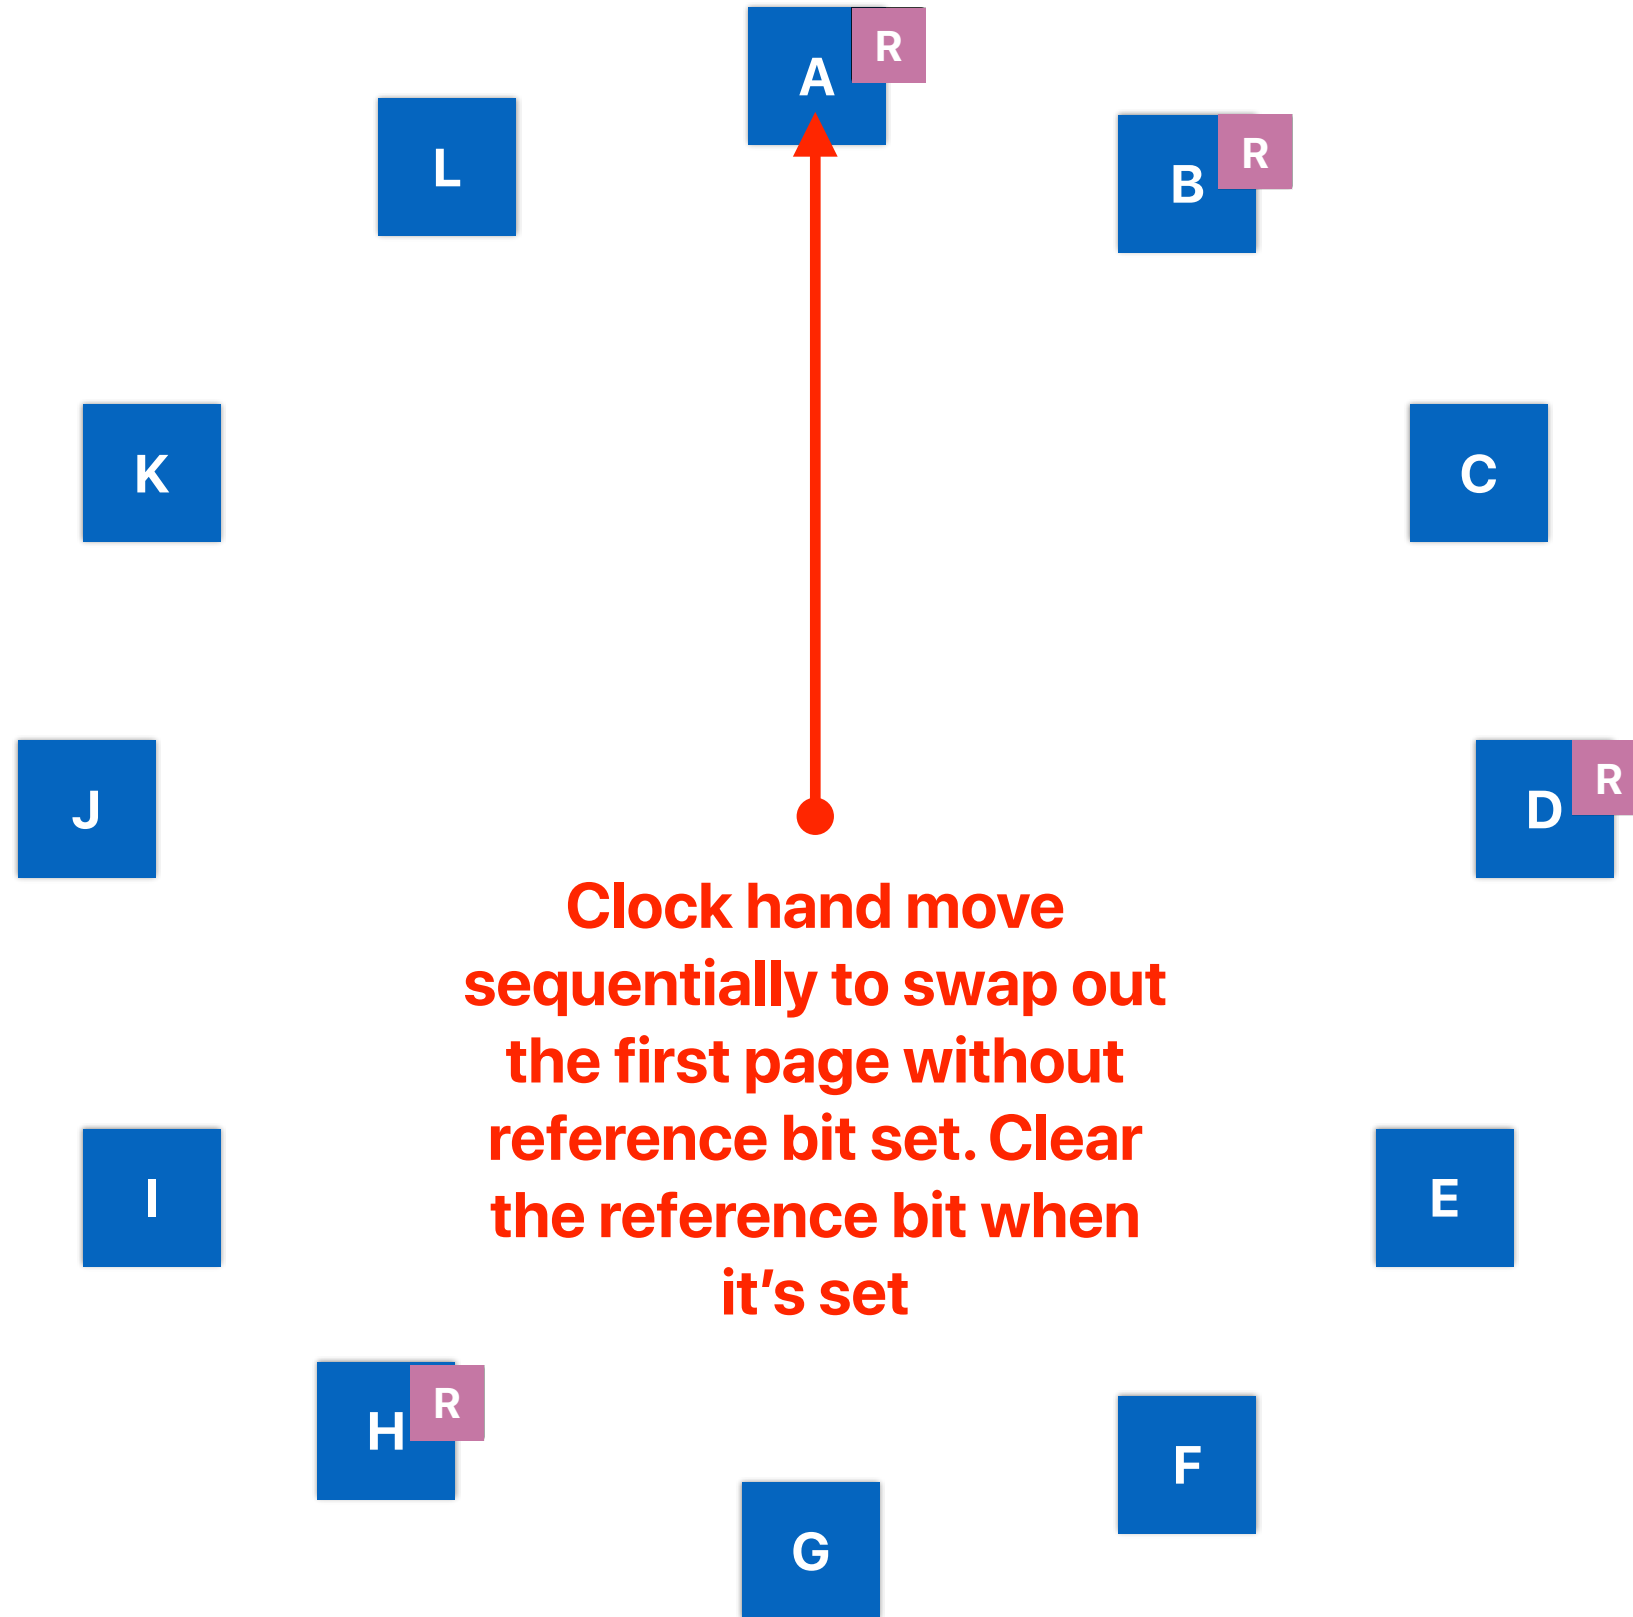 A R
L
B R
K
C
J
D R
Clock hand move
sequentially to swap out
the first page without
reference bit set. Clear
the reference bit when
it’s set
I
E
H R
F
G